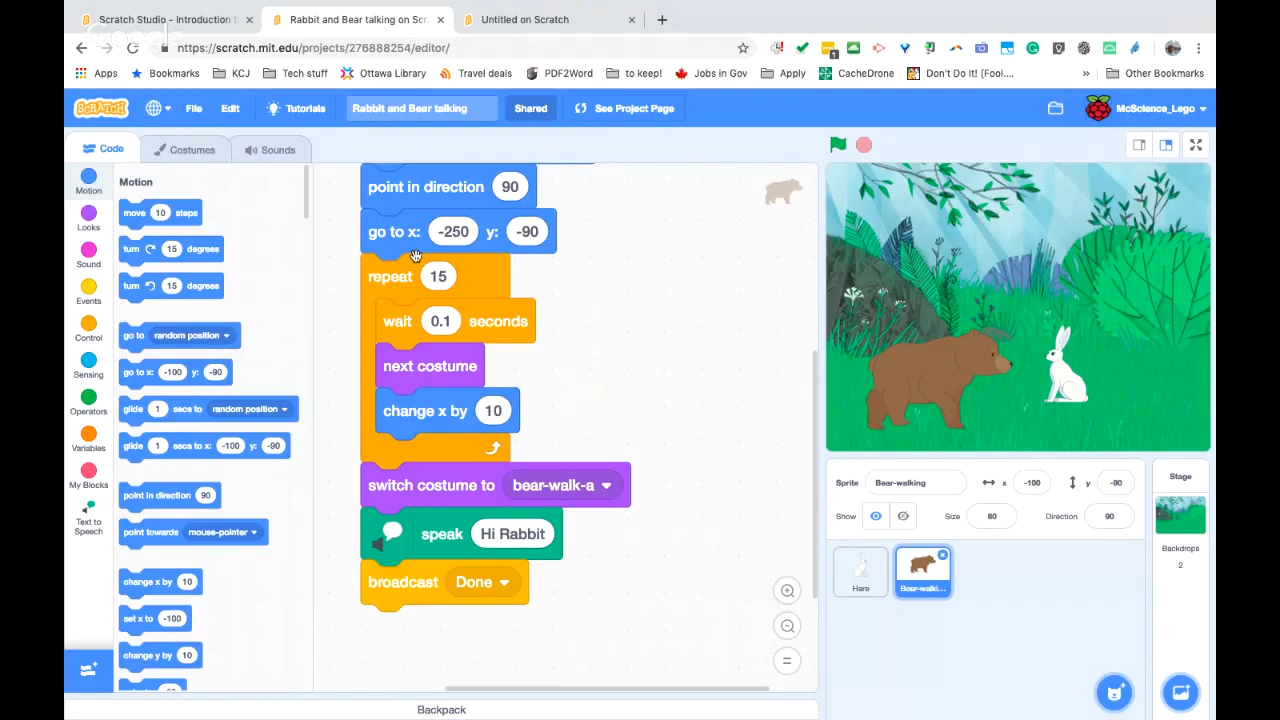 Scratch Studio - Introduction t
Rabbit and Bear talking on Scr
Untitled on Scratch
Google
https://scratch.mit.edu/projects/276888254/editor/
1
Apps
Bookmarks
KCJ
Tech stuff
Ottawa Library
Travel deals
PDF2Word
to keep!
Jobs in Gov
Apply
CacheDrone
Don't Do It! [Fool....
»
Other Bookmarks
SCRATCH
File
Edit
Tutorials
Rabbit and Bear talking
Shared
See Project Page
McScience_Lego
Code
Costumes
Sounds
Motion
Looks
Sound
Events
Control
Sensing
Operators
Variables
My Blocks
Text to
Speech
Motion
move 10 steps
turn 15 degrees
turn 15 degrees
go to random position
go to x: -100 y: -90
glide 1 secs to random position
glide 1 secs to x: -100 y: -90
point in direction 90
point towards mouse-pointer
change x by 10
set x to -100
change y by 10
point in direction 90
go to x: -250 y: -90
repeat 15
wait 0.1 seconds
next costume
change x by 10
switch costume to bear-walk-a
speak Hi Rabbit
broadcast Done
Sprite Bear-walking x -100 y -90
Show Size 80 Direction 90
Hare
Bear-walki...
Stage
Backdrops
2
Backpack